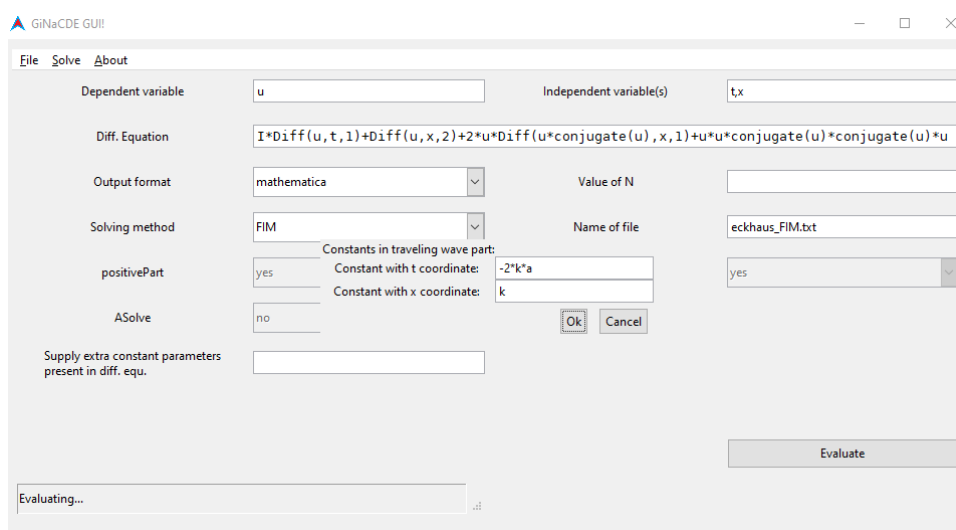 GiNaCDE GUI!
File Solve About
Dependent variable u Independent variable(s) t,x
Diff. Equation I*Diff(u,t,1)+Diff(u,x,2)+2*u*Diff(u*conjugate(u),x,1)+u*u*conjugate(u)*conjugate(u)*u
Output format mathematica Value of N
Solving method FIM Name of file eckhaus_FIM.txt
Constants in traveling wave part:
positivePart yes Constant with t coordinate: -2*k*a yes
Constant with x coordinate: k
ASolve no Ok Cancel
Supply extra constant parameters
present in diff. equ.
Evaluate
Evaluating...